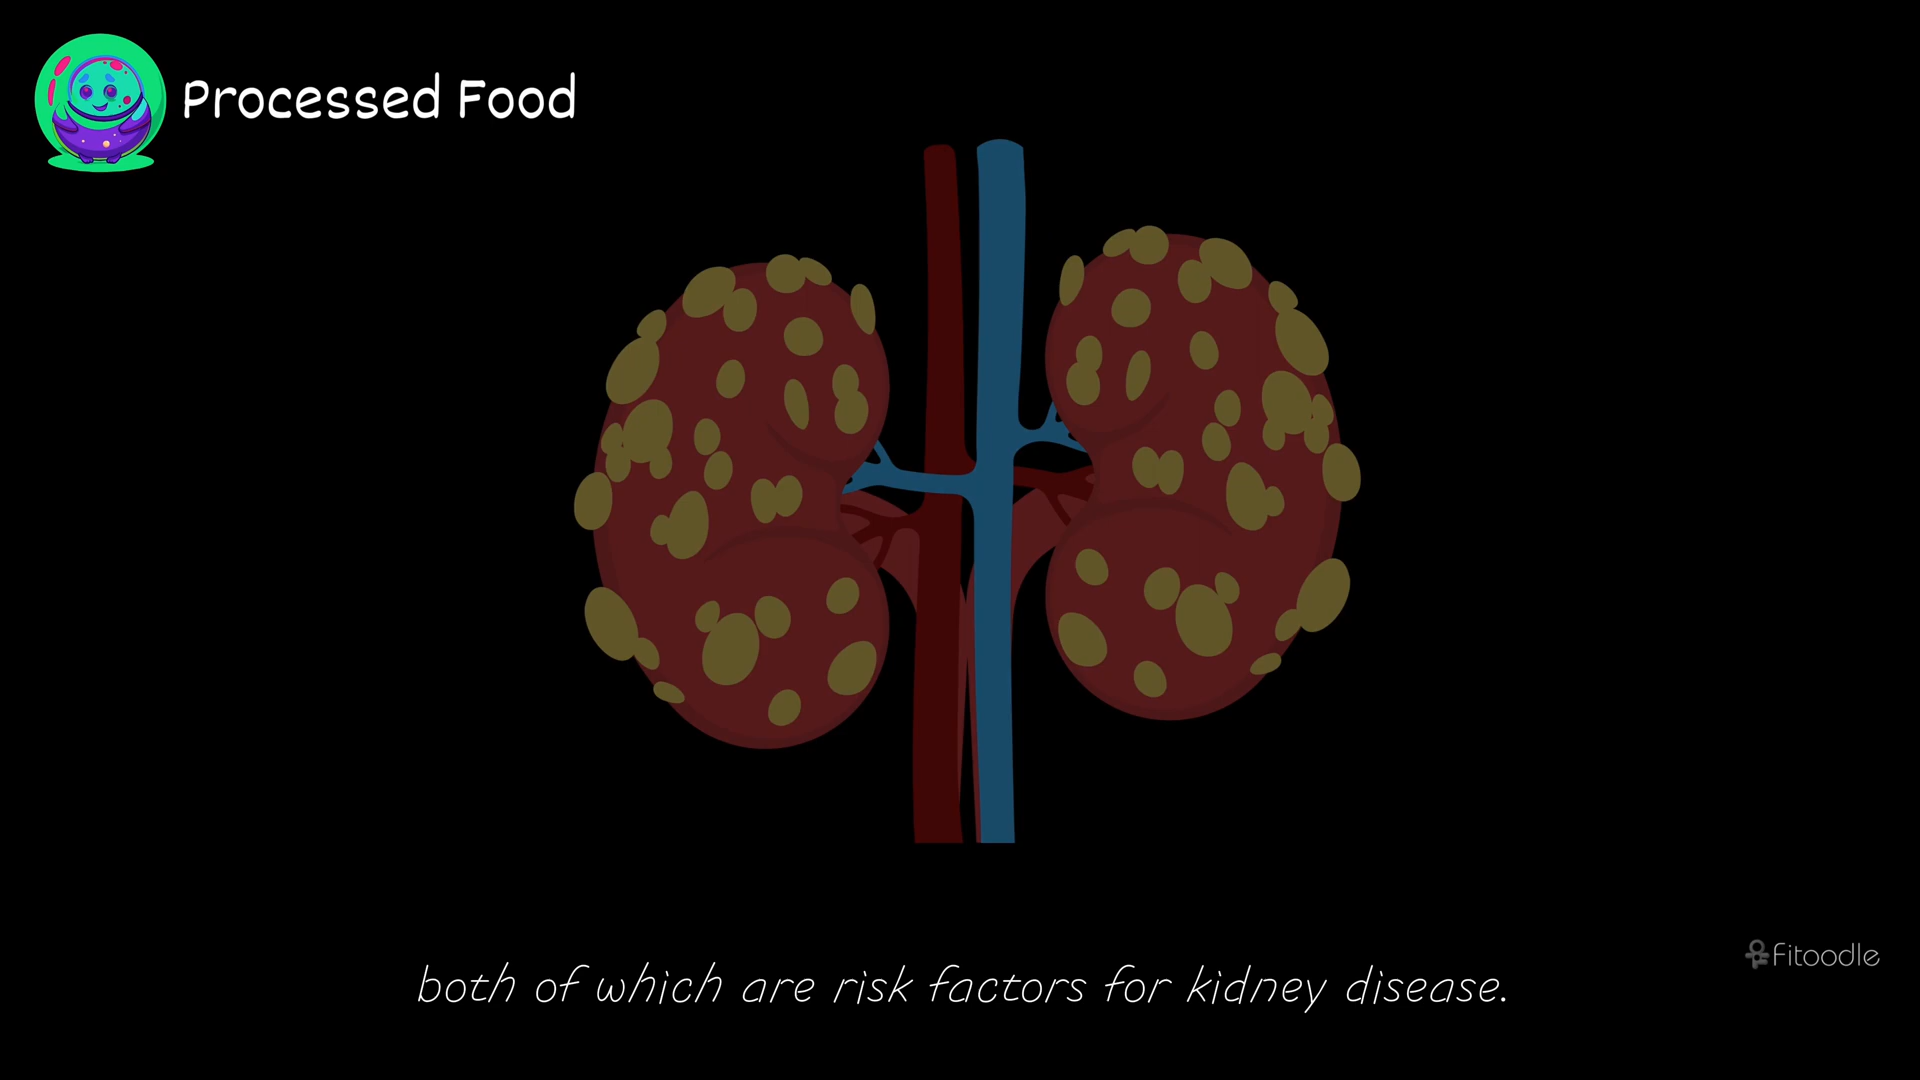 Processed Food
Fitoodle
both of which are risk factors for kidney disease.